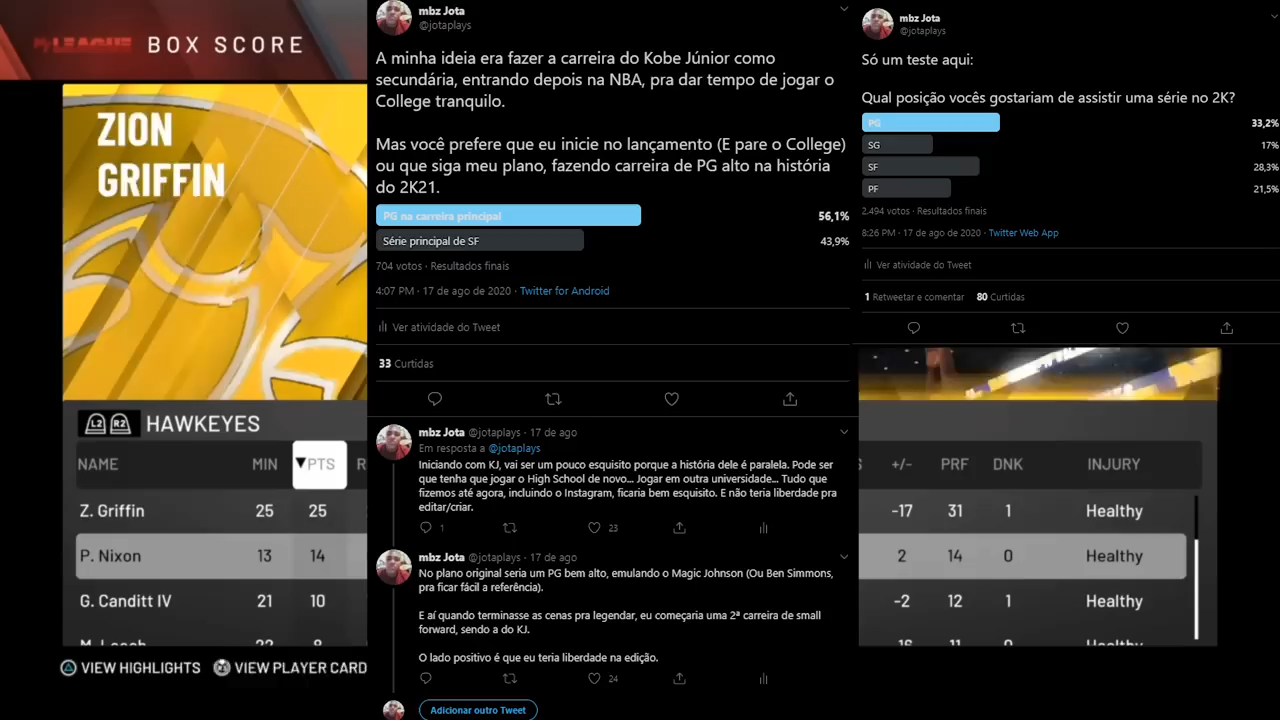 LEAGUE BOX SCORE
ZION
GRIFFIN
L2 R2 HAWKEYES
NAME MIN PTS
Z. Griffin 25 25
P. Nixon 13 14
G. Canditt IV 21 10
VIEW HIGHLIGHTS VIEW PLAYER CARD
mbz Jota
@jotaplays
A minha ideia era fazer a carreira do Kobe Júnior como
secundária, entrando depois na NBA, pra dar tempo de jogar o
College tranquilo.
Mas você prefere que eu inicie no lançamento (E pare o College)
ou que siga meu plano, fazendo carreira de PG alto na história
do 2K21.
PG na carreira principal 56,1%
Série principal de SF 43,9%
704 votos · Resultados finais
4:07 PM · 17 de ago de 2020 · Twitter for Android
Ver atividade do Tweet
33 Curtidas
mbz Jota @jotaplays · 17 de ago
Em resposta a @jotaplays
Iniciando com KJ, vai ser um pouco esquisito porque a história dele é paralela. Pode ser
que tenha que jogar o High School de novo... Jogar em outra universidade... Tudo que
fizemos até agora, incluindo o Instagram, ficaria bem esquisito. E não teria liberdade pra
editar/criar.
1 23
mbz Jota @jotaplays · 17 de ago
No plano original seria um PG bem alto, emulando o Magic Johnson (Ou Ben Simmons,
pra ficar fácil a referência).
E aí quando terminasse as cenas pra legendar, eu começaria uma 2ª carreira de small
forward, sendo a do KJ.
O lado positivo é que eu teria liberdade na edição.
24
Adicionar outro Tweet
mbz Jota
@jotaplays
Só um teste aqui:
Qual posição vocês gostariam de assistir uma série no 2K?
PG 33,2%
SG 17%
SF 28,3%
PF 21,5%
2.494 votos · Resultados finais
8:26 PM · 17 de ago de 2020 · Twitter Web App
Ver atividade do Tweet
1 Retweetar e comentar 80 Curtidas
+/- PRF DNK INJURY
-17 31 1 Healthy
2 14 0 Healthy
-2 12 1 Healthy